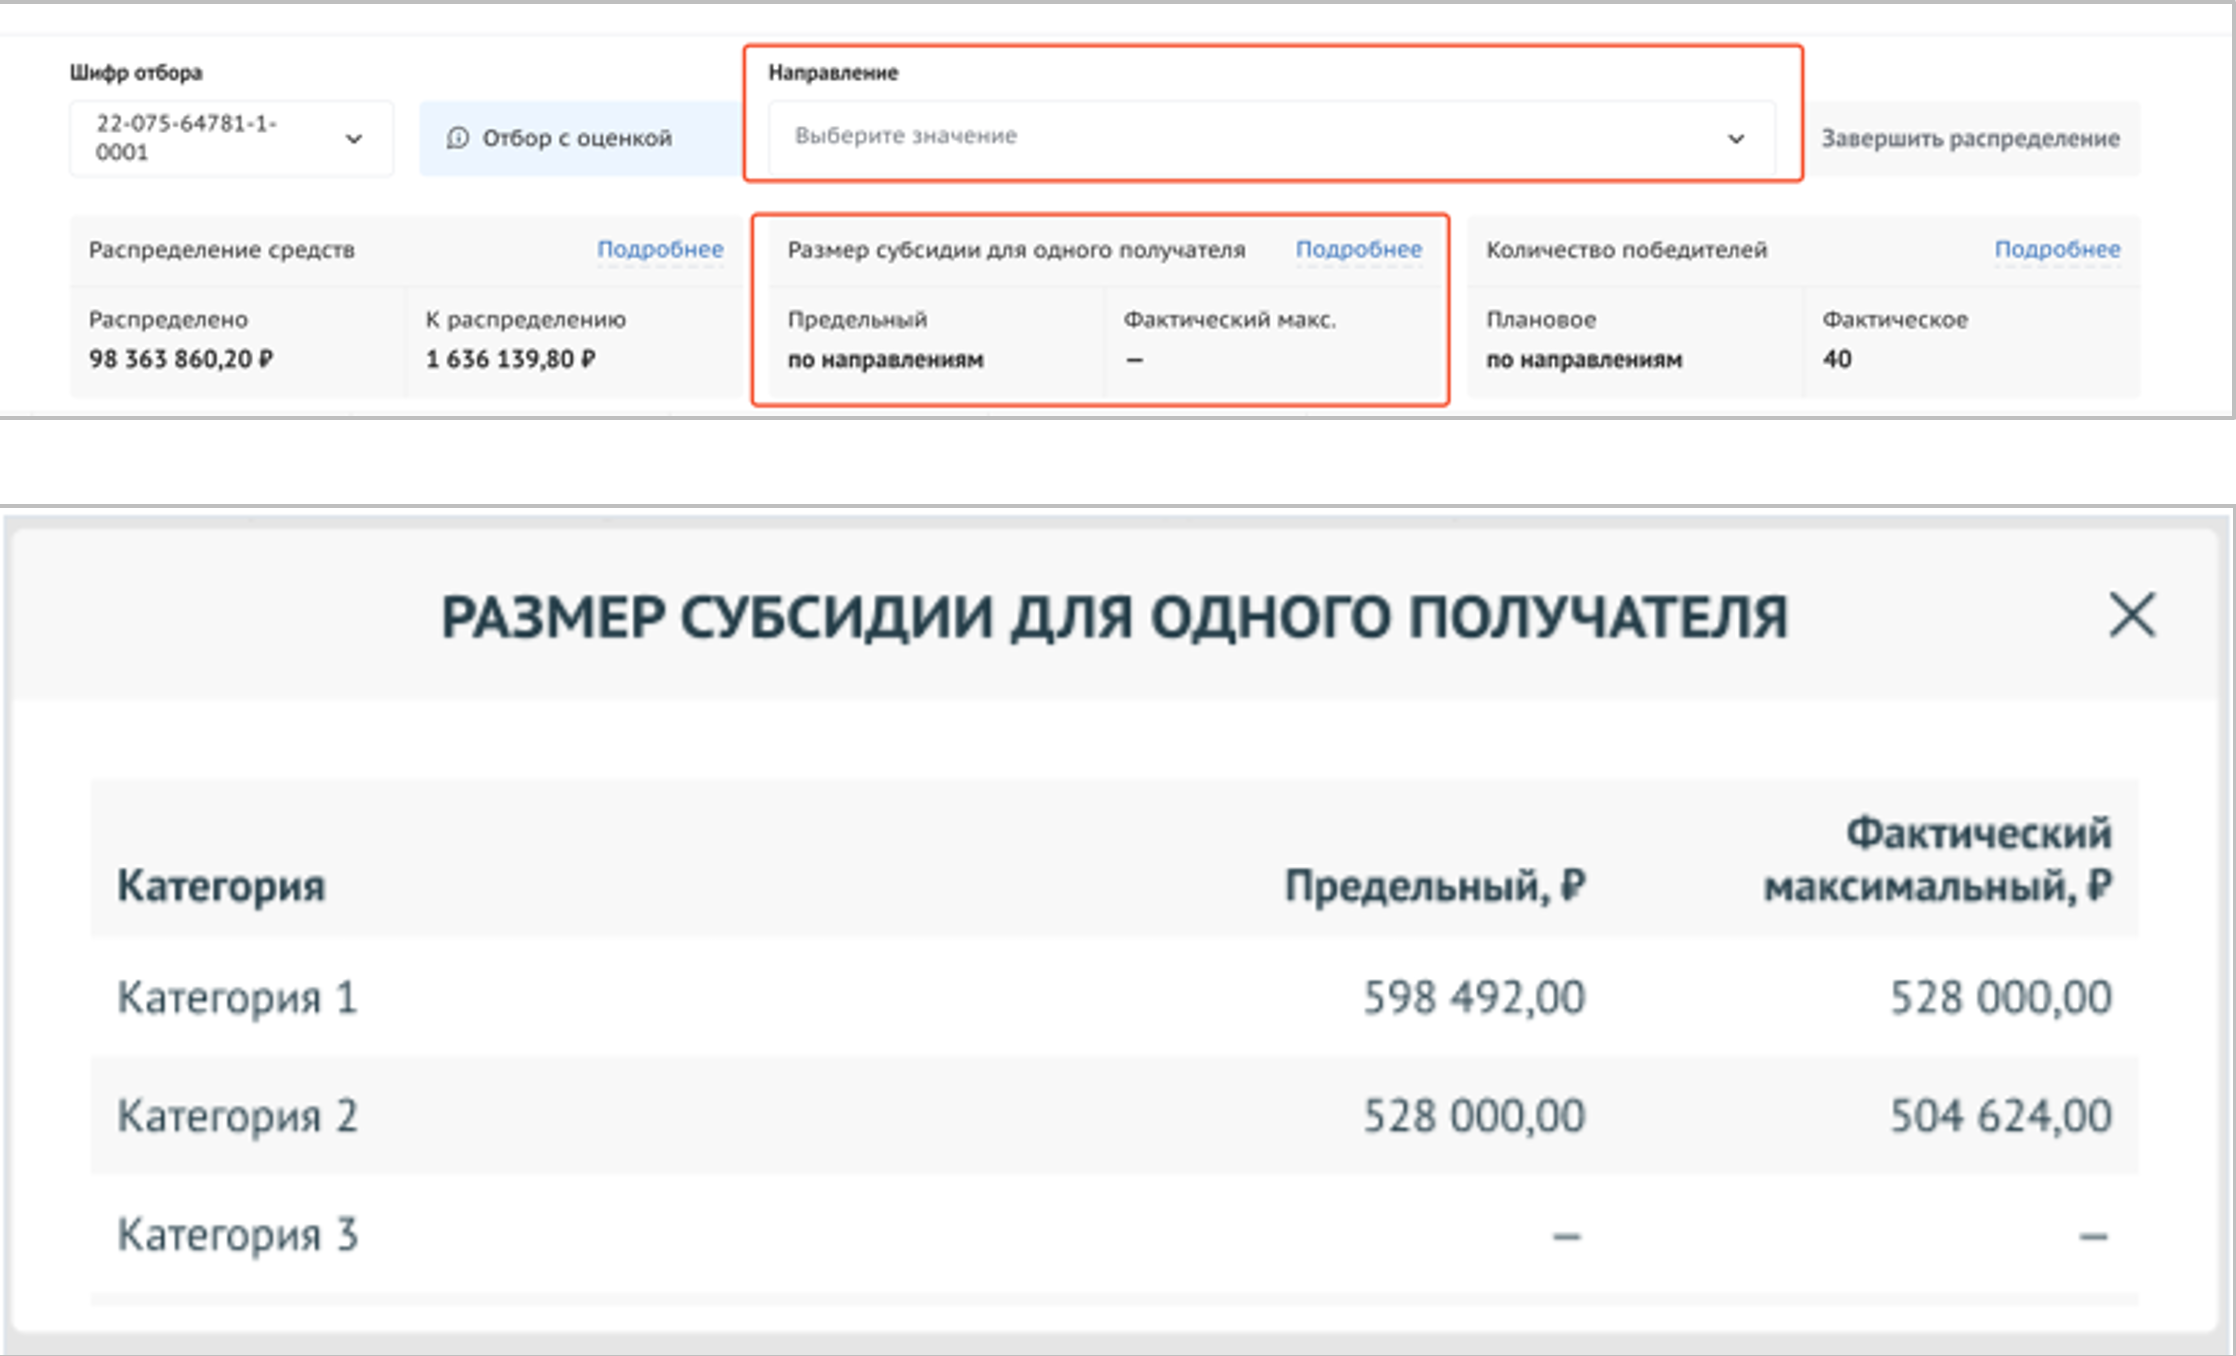 Шифр отбора
Направление
22-075-64781-1-
0001
Отбор с оценкой
Выберите значение
Завершить распределение
Распределение средств
Подробнее
Размер субсидии для одного получателя
Подробнее
Количество победителей
Подробнее
Распределено
К распределению
Предельный
Фактический макс.
Плановое
Фактическое
98 363 860,20 ₽
1 636 139,80 ₽
по направлениям
—
по направлениям
40
РАЗМЕР СУБСИДИИ ДЛЯ ОДНОГО ПОЛУЧАТЕЛЯ
Категория
Предельный, ₽
Фактический
максимальный, ₽
Категория 1
598 492,00
528 000,00
Категория 2
528 000,00
504 624,00
Категория 3
—
—